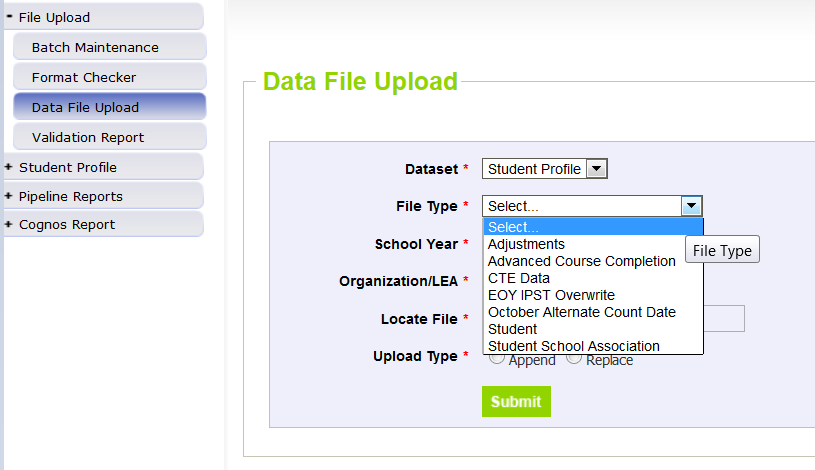 - File Upload
Batch Maintenance
Format Checker
Data File Upload
Validation Report
+ Student Profile
+ Pipeline Reports
+ Cognos Report
Data File Upload
Dataset * Student Profile
File Type * Select...
Select...
Adjustments
Advanced Course Completion
CTE Data
EOY IPST Overwrite
October Alternate Count Date
Student
Student School Association
File Type
School Year *
Organization/LEA *
Locate File *
Upload Type * Append Replace
Submit